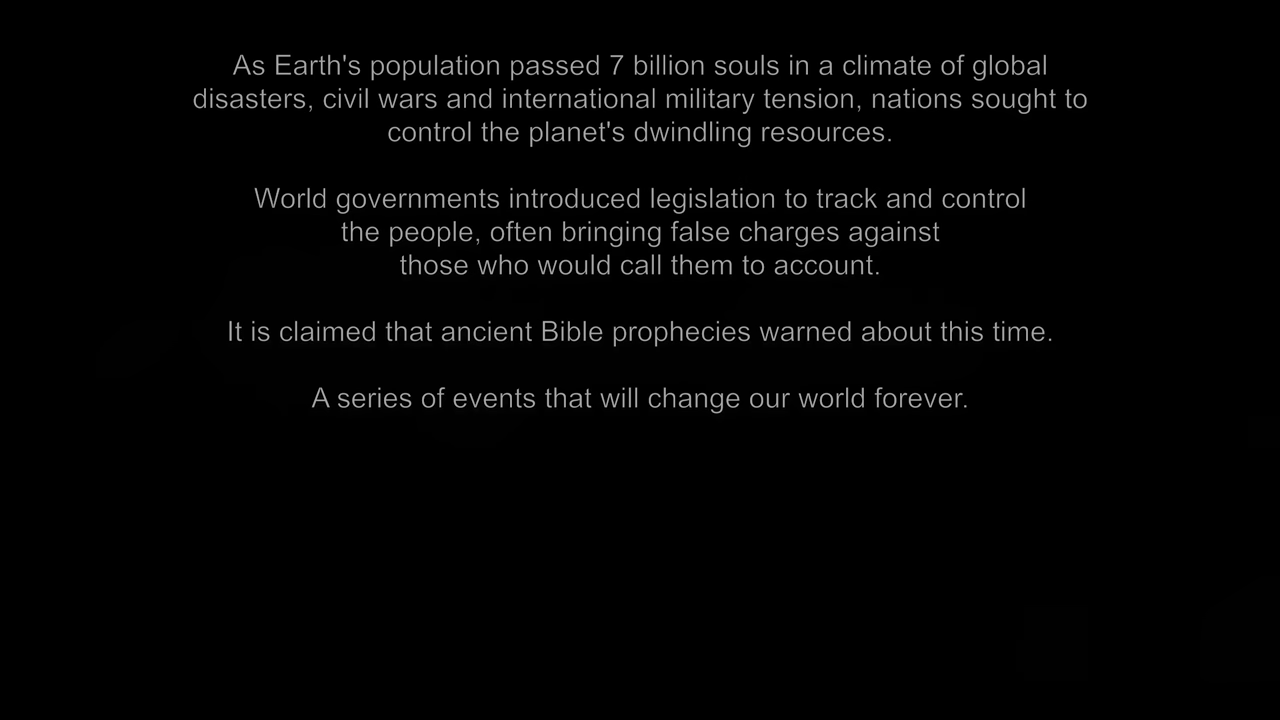 As Earth's population passed 7 billion souls in a climate of global
disasters, civil wars and international military tension, nations sought to
control the planet's dwindling resources.
World governments introduced legislation to track and control
the people, often bringing false charges against
those who would call them to account.
It is claimed that ancient Bible prophecies warned about this time.
A series of events that will change our world forever.